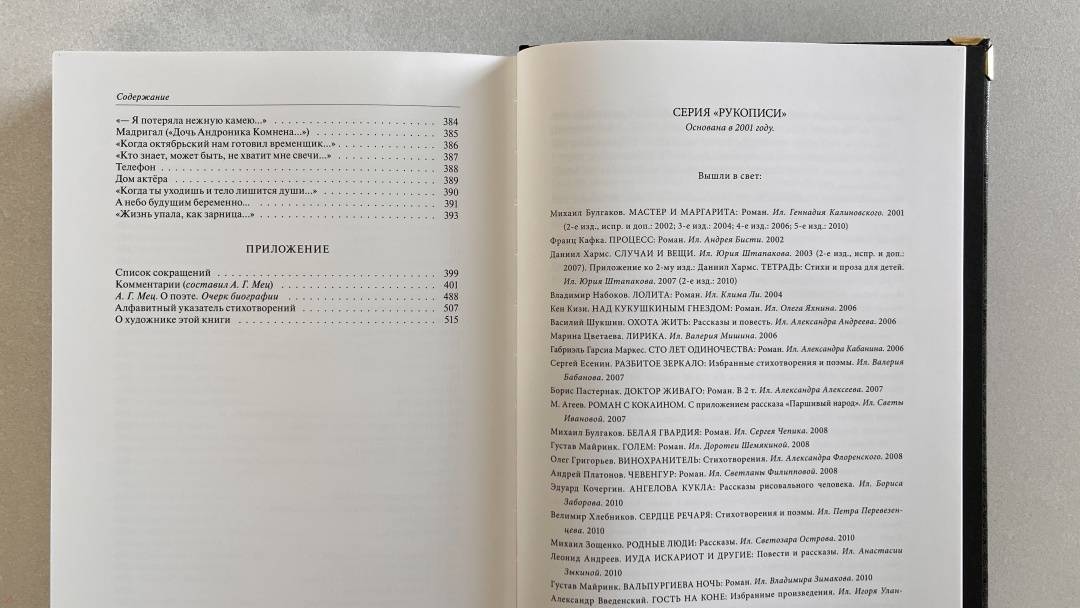 Содержание
«— Я потеряла нежную камею...» 384
Мадригал («Дочь Андроника Комнена...») 385
«Когда октябрьский нам готовил временщик...» 386
«Кто знает, может быть, не хватит мне свечи...» 387
Телефон 388
Дом актёра 389
«Когда ты уходишь и тело лишится души...» 390
А небо будущим беременно... 391
«Жизнь упала, как зарница...» 393
ПРИЛОЖЕНИЕ
Список сокращений 399
Комментарии (составил А. Г. Мец) 401
А. Г. Мец. О поэте. Очерк биографии 488
Алфавитный указатель стихотворений 507
О художнике этой книги 515
СЕРИЯ «РУКОПИСИ»
Основана в 2001 году.
Вышли в свет:
Михаил Булгаков. МАСТЕР И МАРГАРИТА: Роман. Ил. Геннадия Калиновского. 2001
(2-е изд., испр. и доп.: 2002; 3-е изд.: 2004; 4-е изд.: 2006; 5-е изд.: 2010)
Франц Кафка. ПРОЦЕСС: Роман. Ил. Андрея Бисти. 2002
Даниил Хармс. СЛУЧАИ И ВЕЩИ. Ил. Юрия Штапакова. 2003 (2-е изд., испр. и доп.:
2007). Приложение ко 2-му изд.: Даниил Хармс. ТЕТРАДЬ: Стихи и проза для детей.
Ил. Юрия Штапакова. 2007 (2-е изд.: 2010)
Владимир Набоков. ЛОЛИТА: Роман. Ил. Клима Ли. 2004
Кен Кизи. НАД КУКУШКИНЫМ ГНЕЗДОМ: Роман. Ил. Олега Яхнина. 2006
Василий Шукшин. ОХОТА ЖИТЬ: Рассказы и повесть. Ил. Александра Андреева. 2006
Марина Цветаева. ЛИРИКА. Ил. Валерия Мишина. 2006
Габриэль Гарсиа Маркес. СТО ЛЕТ ОДИНОЧЕСТВА: Роман. Ил. Александра Кабанина. 2006
Сергей Есенин. РАЗБИТОЕ ЗЕРКАЛО: Избранные стихотворения и поэмы. Ил. Валерия
Бабанова. 2007
Борис Пастернак. ДОКТОР ЖИВАГО: Роман. В 2 т. Ил. Александра Алексеева. 2007
М. Агеев. РОМАН С КОКАИНОМ. С приложением рассказа «Паршивый народ». Ил. Светы
Ивановой. 2007
Михаил Булгаков. БЕЛАЯ ГВАРДИЯ: Роман. Ил. Сергея Чепика. 2008
Густав Майринк. ГОЛЕМ: Роман. Ил. Доротеи Шемякиной. 2008
Олег Григорьев. ВИНОХРАНИТЕЛЬ: Стихотворения. Ил. Александра Флоренского. 2008
Андрей Платонов. ЧЕВЕНГУР: Роман. Ил. Светланы Филипповой. 2008
Эдуард Кочергин. АНГЕЛОВА КУКЛА: Рассказы рисовального человека. Ил. Бориса
Заборова. 2010
Велимир Хлебников. СЕРДЦЕ РЕЧАРЯ: Стихотворения и поэмы. Ил. Петра Перевезен-
цева. 2010
Михаил Зощенко. РОДНЫЕ ЛЮДИ: Рассказы. Ил. Светозара Острова. 2010
Леонид Андреев. ИУДА ИСКАРИОТ И ДРУГИЕ: Повести и рассказы. Ил. Анастасии
Зыкиной. 2010
Густав Майринк. ВАЛЬПУРГИЕВА НОЧЬ: Роман. Ил. Владимира Зимакова. 2010
Александр Введенский. ГОСТЬ НА КОНЕ: Избранные произведения. Ил. Игоря Улан-